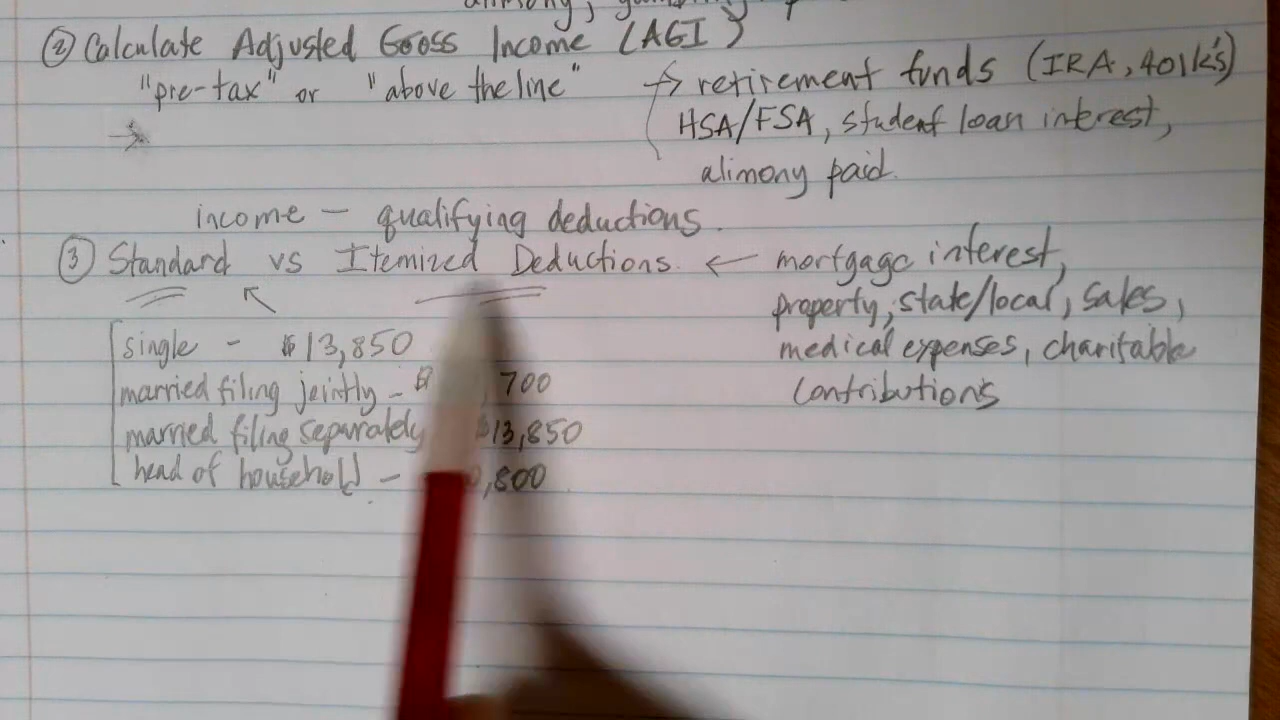 alimony,
② Calculate Adjusted Gross Income (AGI)
"pre-tax" or "above the line"
→ retirement funds (IRA, 401k's)
HSA/FSA, student loan interest,
alimony paid.
income - qualifying deductions.
③ Standard vs Itemized Deductions. ← mortgage interest,
property, state/local, sales,
medical expenses, charitable
contributions
single - $13,850
married filing jointly - $ ,700
married filing separately $13,850
head of household - ,800